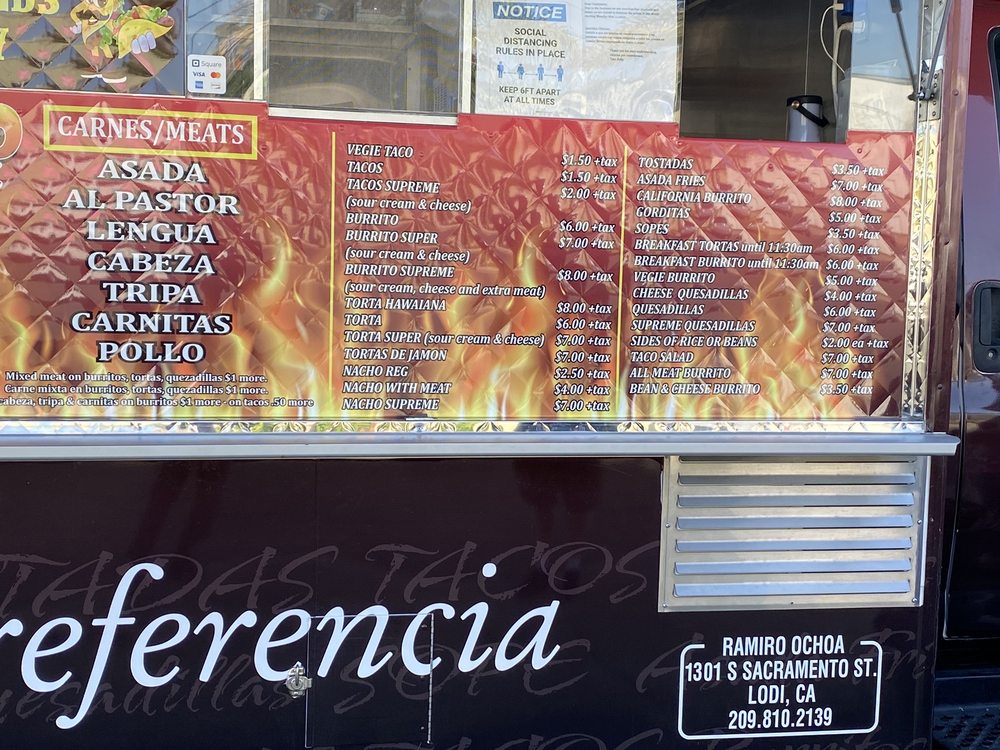 Square
VISA
NOTICE
SOCIAL
DISTANCING
RULES IN PLACE
KEEP 6FT APART
AT ALL TIMES
CARNES/MEATS
ASADA
AL PASTOR
LENGUA
CABEZA
TRIPA
CARNITAS
POLLO
Mixed meat on burritos, tortas, quezadillas $1 more.
Carne mixta en burritos, tortas, quezadillas $1 more.
cabeza, tripa & carnitas on burritos $1 more - on tacos .50 more
VEGIE TACO $1.50 +tax
TACOS $1.50 +tax
TACOS SUPREME $2.00 +tax
(sour cream & cheese)
BURRITO $6.00 +tax
BURRITO SUPER $7.00 +tax
(sour cream & cheese)
BURRITO SUPREME $8.00 +tax
(sour cream, cheese and extra meat)
TORTA HAWAIANA $8.00 +tax
TORTA $6.00 +tax
TORTA SUPER (sour cream & cheese) $7.00 +tax
TORTAS DE JAMON $7.00 +tax
NACHO REG $2.50 +tax
NACHO WITH MEAT $4.00 +tax
NACHO SUPREME $7.00 +tax
TOSTADAS $3.50 +tax
ASADA FRIES $7.00 +tax
CALIFORNIA BURRITO $8.00 +tax
GORDITAS $5.00 +tax
SOPES $3.50 +tax
BREAKFAST TORTAS until 11:30am $6.00 +tax
BREAKFAST BURRITO until 11:30am $6.00 +tax
VEGIE BURRITO $5.00 +tax
CHEESE QUESADILLAS $4.00 +tax
QUESADILLAS $6.00 +tax
SUPREME QUESADILLAS $7.00 +tax
SIDES OF RICE OR BEANS $2.00 ea +tax
TACO SALAD $7.00 +tax
ALL MEAT BURRITO $7.00 +tax
BEAN & CHEESE BURRITO $3.50 +tax
TADAS TACOS
referencia
uesadillas SOPE
RAMIRO OCHOA
1301 S SACRAMENTO ST.
LODI, CA
209.810.2139